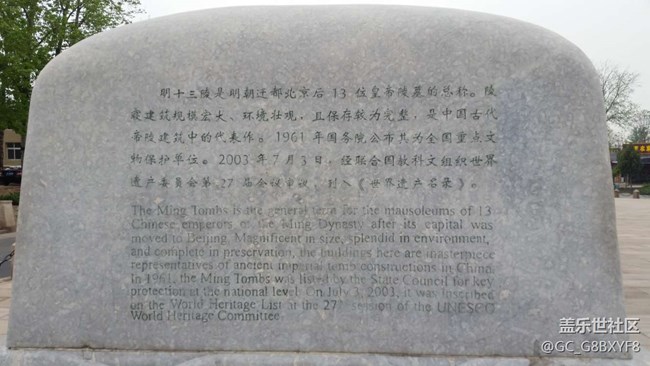 明十三陵是明朝迁都北京后13位皇帝陵墓的总称。陵
寝建筑规模宏大、环境壮观，且保存较为完整，是中国古代
帝陵建筑中的代表作。1961年国务院公布其为全国重点文
物保护单位。2003年7月3日，经联合国教科文组织世界
遗产委员会第27届会议审议，列入《世界遗产名录》。
The Ming Tombs is the general term for the mausoleums of 13
Chinese emperors of the Ming Dynasty after its capital was
moved to Beijing. Magnificent in size, splendid in environment,
and complete in preservation, the buildings here are masterpiece
representatives of ancient imperial tomb constructions in China.
In 1961, the Ming Tombs was listed by the State Council for key
protection at the national level. On July 3, 2003, it was inscribed
on the World Heritage List at the 27th session of the UNESCO
World Heritage Committee.
盖乐世社区
@GC_G8BXYF8